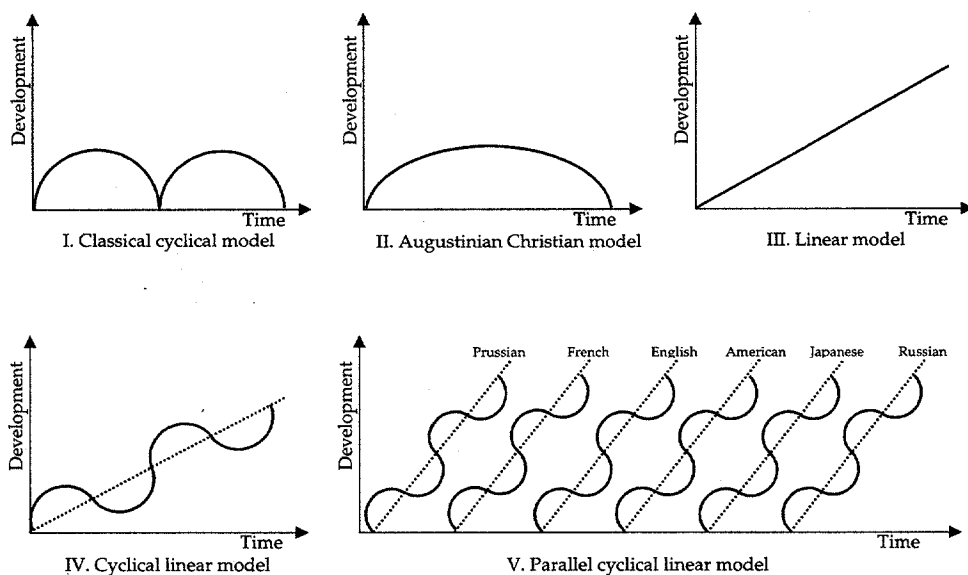 Development
Time
I. Classical cyclical model
Development
Time
II. Augustinian Christian model
Development
Time
III. Linear model
Development
Time
IV. Cyclical linear model
Prussian French English American Japanese Russian
Development
Time
V. Parallel cyclical linear model